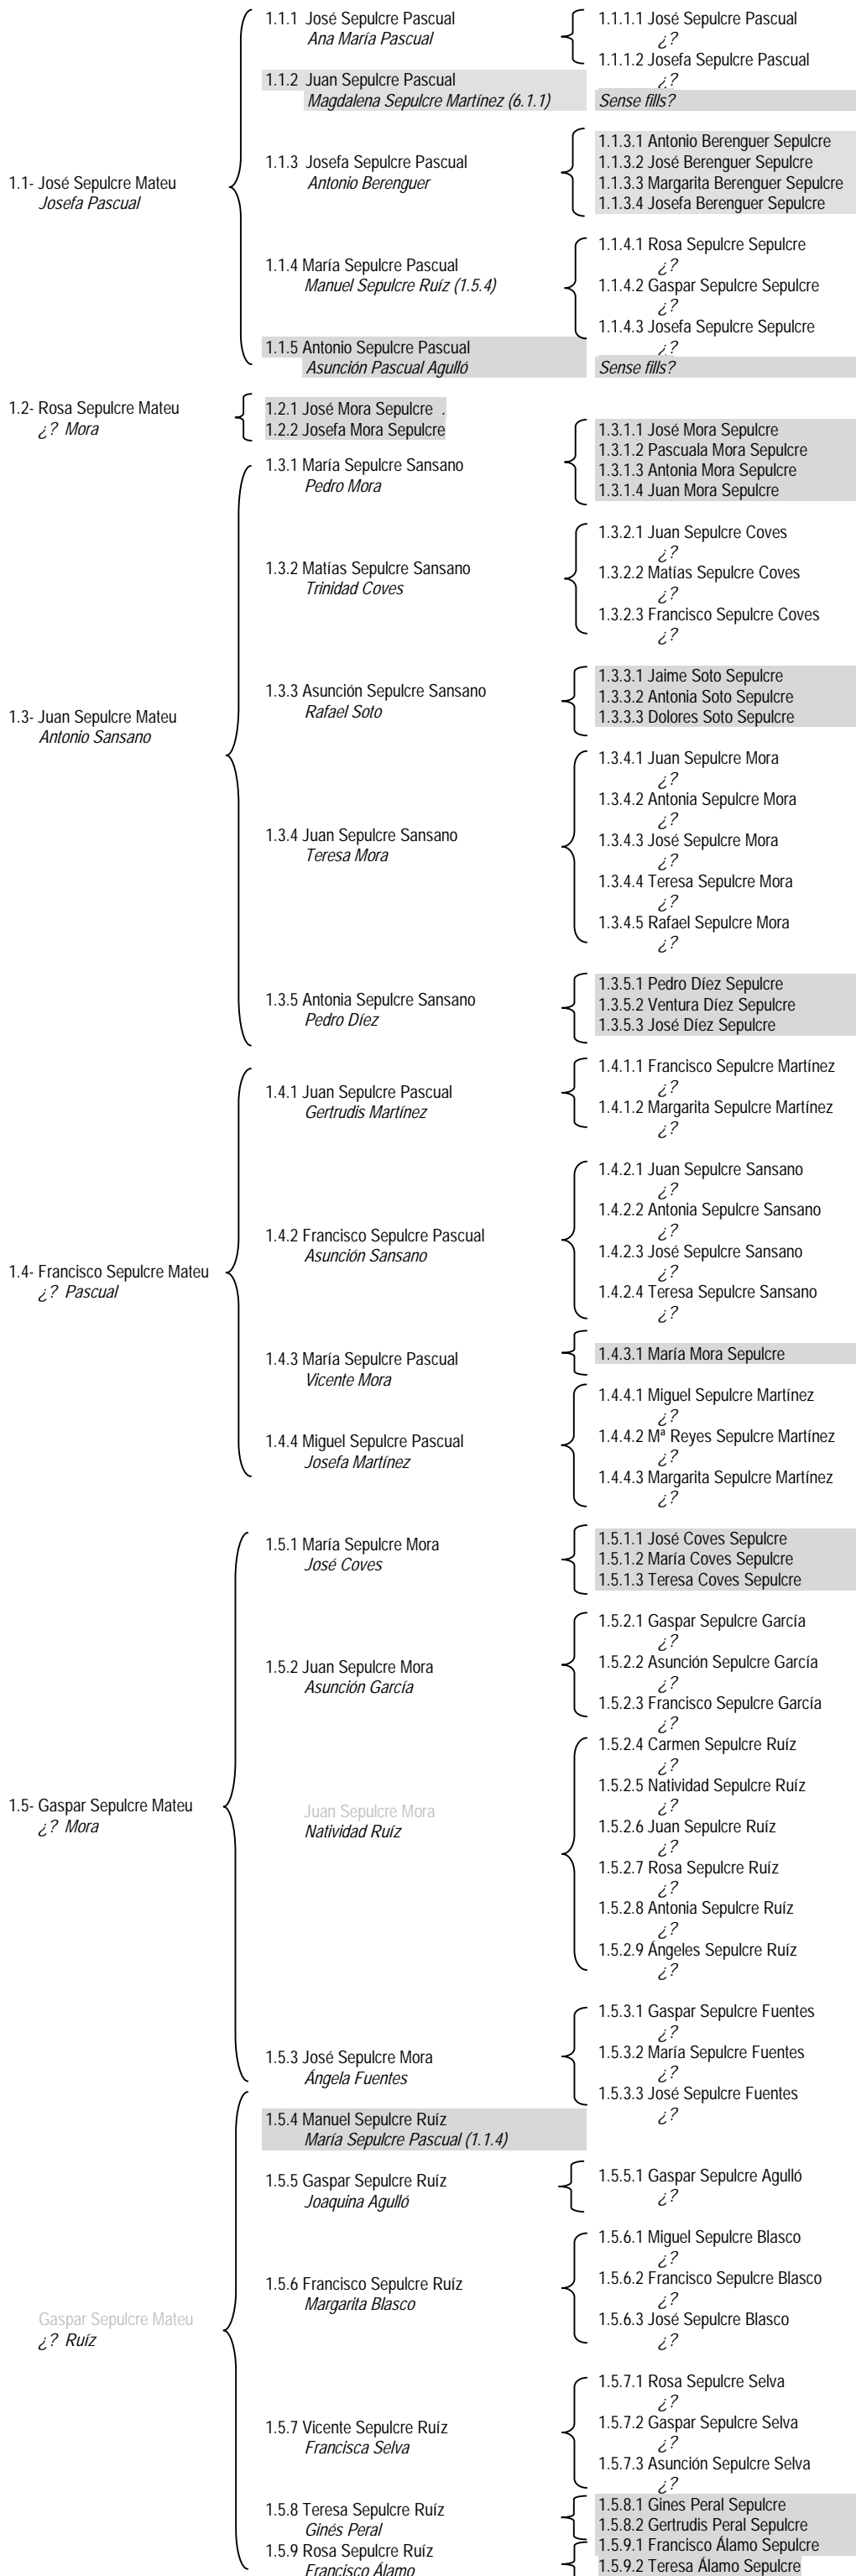 1.1- José Sepulcre Mateu
Josefa Pascual
1.1.1 José Sepulcre Pascual
Ana María Pascual
1.1.1.1 José Sepulcre Pascual
¿?
1.1.1.2 Josefa Sepulcre Pascual
¿?
1.1.2 Juan Sepulcre Pascual
Magdalena Sepulcre Martínez (6.1.1)
Sense fills?
1.1.3 Josefa Sepulcre Pascual
Antonio Berenguer
1.1.3.1 Antonio Berenguer Sepulcre
1.1.3.2 José Berenguer Sepulcre
1.1.3.3 Margarita Berenguer Sepulcre
1.1.3.4 Josefa Berenguer Sepulcre
1.1.4 María Sepulcre Pascual
Manuel Sepulcre Ruíz (1.5.4)
1.1.4.1 Rosa Sepulcre Sepulcre
¿?
1.1.4.2 Gaspar Sepulcre Sepulcre
¿?
1.1.4.3 Josefa Sepulcre Sepulcre
¿?
1.1.5 Antonio Sepulcre Pascual
Asunción Pascual Agulló
Sense fills?
1.2- Rosa Sepulcre Mateu
¿? Mora
1.2.1 José Mora Sepulcre .
1.2.2 Josefa Mora Sepulcre
1.3- Juan Sepulcre Mateu
Antonio Sansano
1.3.1 María Sepulcre Sansano
Pedro Mora
1.3.1.1 José Mora Sepulcre
1.3.1.2 Pascuala Mora Sepulcre
1.3.1.3 Antonia Mora Sepulcre
1.3.1.4 Juan Mora Sepulcre
1.3.2 Matías Sepulcre Sansano
Trinidad Coves
1.3.2.1 Juan Sepulcre Coves
¿?
1.3.2.2 Matías Sepulcre Coves
¿?
1.3.2.3 Francisco Sepulcre Coves
¿?
1.3.3 Asunción Sepulcre Sansano
Rafael Soto
1.3.3.1 Jaime Soto Sepulcre
1.3.3.2 Antonia Soto Sepulcre
1.3.3.3 Dolores Soto Sepulcre
1.3.4 Juan Sepulcre Sansano
Teresa Mora
1.3.4.1 Juan Sepulcre Mora
¿?
1.3.4.2 Antonia Sepulcre Mora
¿?
1.3.4.3 José Sepulcre Mora
¿?
1.3.4.4 Teresa Sepulcre Mora
¿?
1.3.4.5 Rafael Sepulcre Mora
¿?
1.3.5 Antonia Sepulcre Sansano
Pedro Díez
1.3.5.1 Pedro Díez Sepulcre
1.3.5.2 Ventura Díez Sepulcre
1.3.5.3 José Díez Sepulcre
1.4- Francisco Sepulcre Mateu
¿? Pascual
1.4.1 Juan Sepulcre Pascual
Gertrudis Martínez
1.4.1.1 Francisco Sepulcre Martínez
¿?
1.4.1.2 Margarita Sepulcre Martínez
¿?
1.4.2 Francisco Sepulcre Pascual
Asunción Sansano
1.4.2.1 Juan Sepulcre Sansano
¿?
1.4.2.2 Antonia Sepulcre Sansano
¿?
1.4.2.3 José Sepulcre Sansano
¿?
1.4.2.4 Teresa Sepulcre Sansano
¿?
1.4.3 María Sepulcre Pascual
Vicente Mora
1.4.3.1 María Mora Sepulcre
1.4.4 Miguel Sepulcre Pascual
Josefa Martínez
1.4.4.1 Miguel Sepulcre Martínez
¿?
1.4.4.2 Mª Reyes Sepulcre Martínez
¿?
1.4.4.3 Margarita Sepulcre Martínez
¿?
1.5- Gaspar Sepulcre Mateu
¿? Mora
1.5.1 María Sepulcre Mora
José Coves
1.5.1.1 José Coves Sepulcre
1.5.1.2 María Coves Sepulcre
1.5.1.3 Teresa Coves Sepulcre
1.5.2 Juan Sepulcre Mora
Asunción García
1.5.2.1 Gaspar Sepulcre García
¿?
1.5.2.2 Asunción Sepulcre García
¿?
1.5.2.3 Francisco Sepulcre García
¿?
Juan Sepulcre Mora
Natividad Ruíz
1.5.2.4 Carmen Sepulcre Ruíz
¿?
1.5.2.5 Natividad Sepulcre Ruíz
¿?
1.5.2.6 Juan Sepulcre Ruíz
¿?
1.5.2.7 Rosa Sepulcre Ruíz
¿?
1.5.2.8 Antonia Sepulcre Ruíz
¿?
1.5.2.9 Ángeles Sepulcre Ruíz
¿?
1.5.3 José Sepulcre Mora
Ángela Fuentes
1.5.3.1 Gaspar Sepulcre Fuentes
¿?
1.5.3.2 María Sepulcre Fuentes
¿?
1.5.3.3 José Sepulcre Fuentes
¿?
Gaspar Sepulcre Mateu
¿? Ruíz
1.5.4 Manuel Sepulcre Ruíz
María Sepulcre Pascual (1.1.4)
1.5.5 Gaspar Sepulcre Ruíz
Joaquina Agulló
1.5.5.1 Gaspar Sepulcre Agulló
¿?
1.5.6 Francisco Sepulcre Ruíz
Margarita Blasco
1.5.6.1 Miguel Sepulcre Blasco
¿?
1.5.6.2 Francisco Sepulcre Blasco
¿?
1.5.6.3 José Sepulcre Blasco
¿?
1.5.7 Vicente Sepulcre Ruíz
Francisca Selva
1.5.7.1 Rosa Sepulcre Selva
¿?
1.5.7.2 Gaspar Sepulcre Selva
¿?
1.5.7.3 Asunción Sepulcre Selva
¿?
1.5.8 Teresa Sepulcre Ruíz
Ginés Peral
1.5.8.1 Gines Peral Sepulcre
1.5.8.2 Gertrudis Peral Sepulcre
1.5.9 Rosa Sepulcre Ruíz
Francisco Álamo
1.5.9.1 Francisco Álamo Sepulcre
1.5.9.2 Teresa Álamo Sepulcre